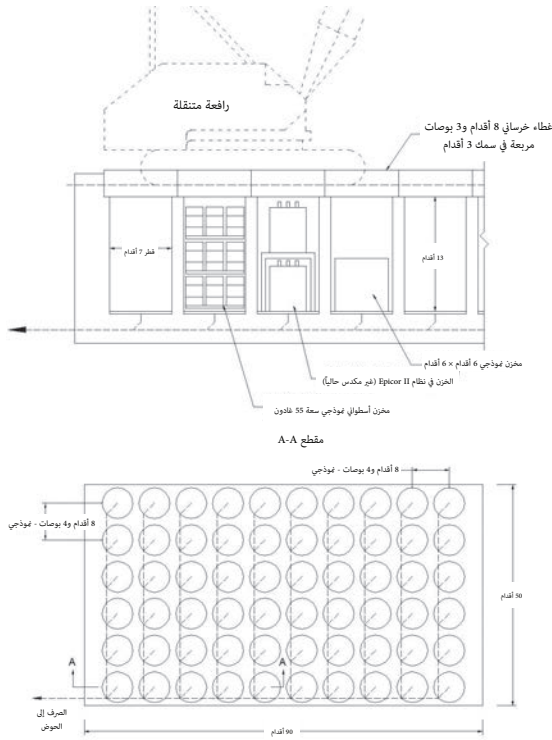 رافعة متنقلة
غطاء خرساني 8 أقدام و3 بوصات
مربعة في سمك 3 أقدام
قطر 7 أقدام
13 أقدام
مخزن نموذجي 6 أقدام × 6 أقدام
الخزن في نظام Epicor II (غير مكدس حالياً)
مخزن أسطواني نموذجي سعة 55 غادون
مقطع A-A
8 أقدام و4 بوصات - نموذجي
8 أقدام و4 بوصات - نموذجي
50 أقدام
A
A
الصرف إلى
الحوض
90 أقدام